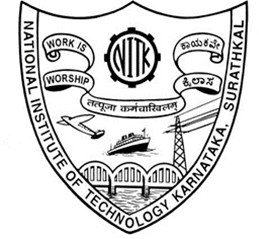 WORK IS
WORSHIP
NITK
ಕಾಯಕವೇ
ಕೈಲಾಸ
तत्पूजा कर्मचाखिलम्
NATIONAL INSTITUTE OF TECHNOLOGY KARNATAKA, SURATHKAL